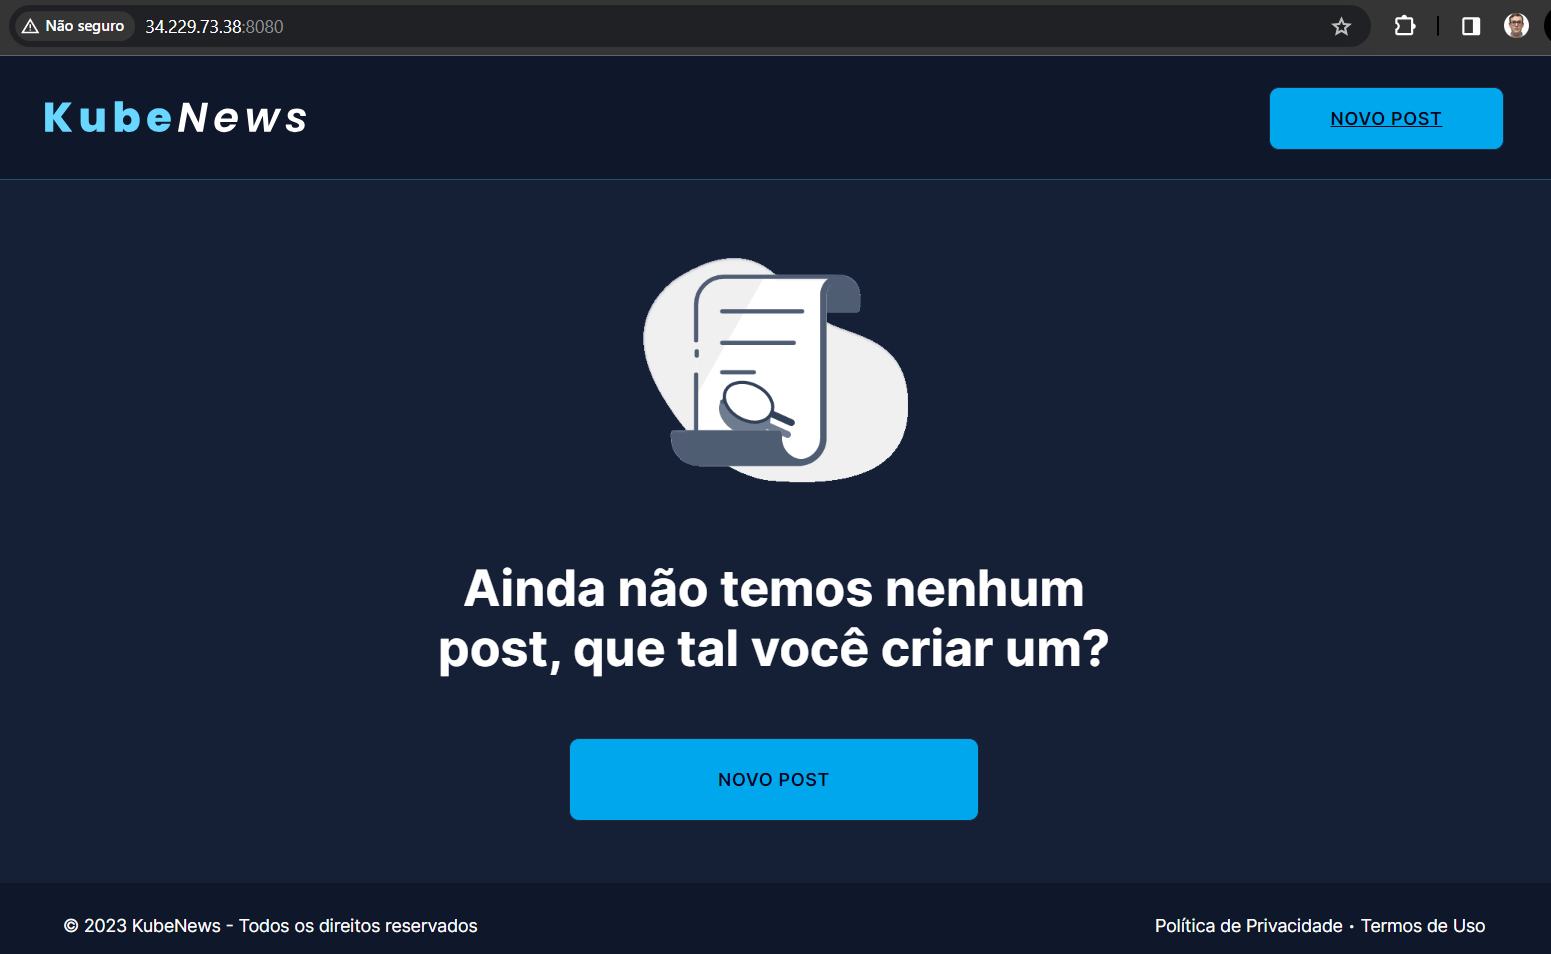 Não seguro 34.229.73.38:8080
KubeNews
NOVO POST
Ainda não temos nenhum
post, que tal você criar um?
NOVO POST
© 2023 KubeNews - Todos os direitos reservados
Política de Privacidade • Termos de Uso